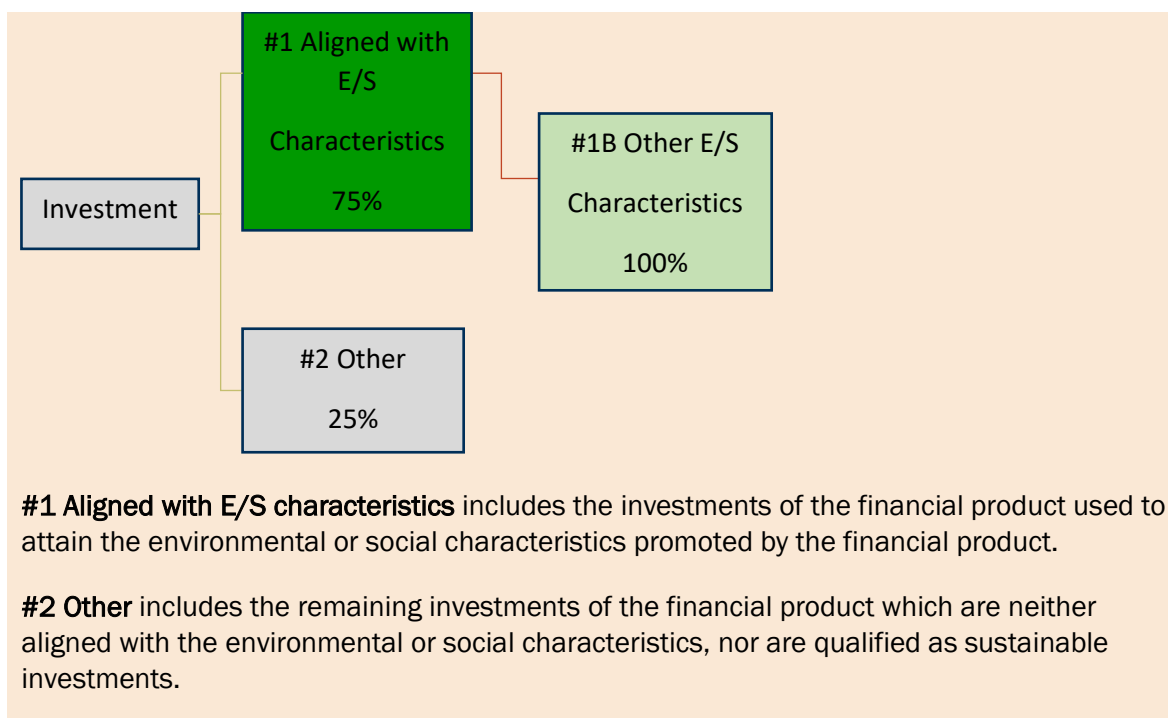 #1 Aligned with
E/S
Characteristics
75%
#1B Other E/S
Characteristics
100%
Investment
#2 Other
25%
#1 Aligned with E/S characteristics includes the investments of the financial product used to
attain the environmental or social characteristics promoted by the financial product.
#2 Other includes the remaining investments of the financial product which are neither
aligned with the environmental or social characteristics, nor are qualified as sustainable
investments.